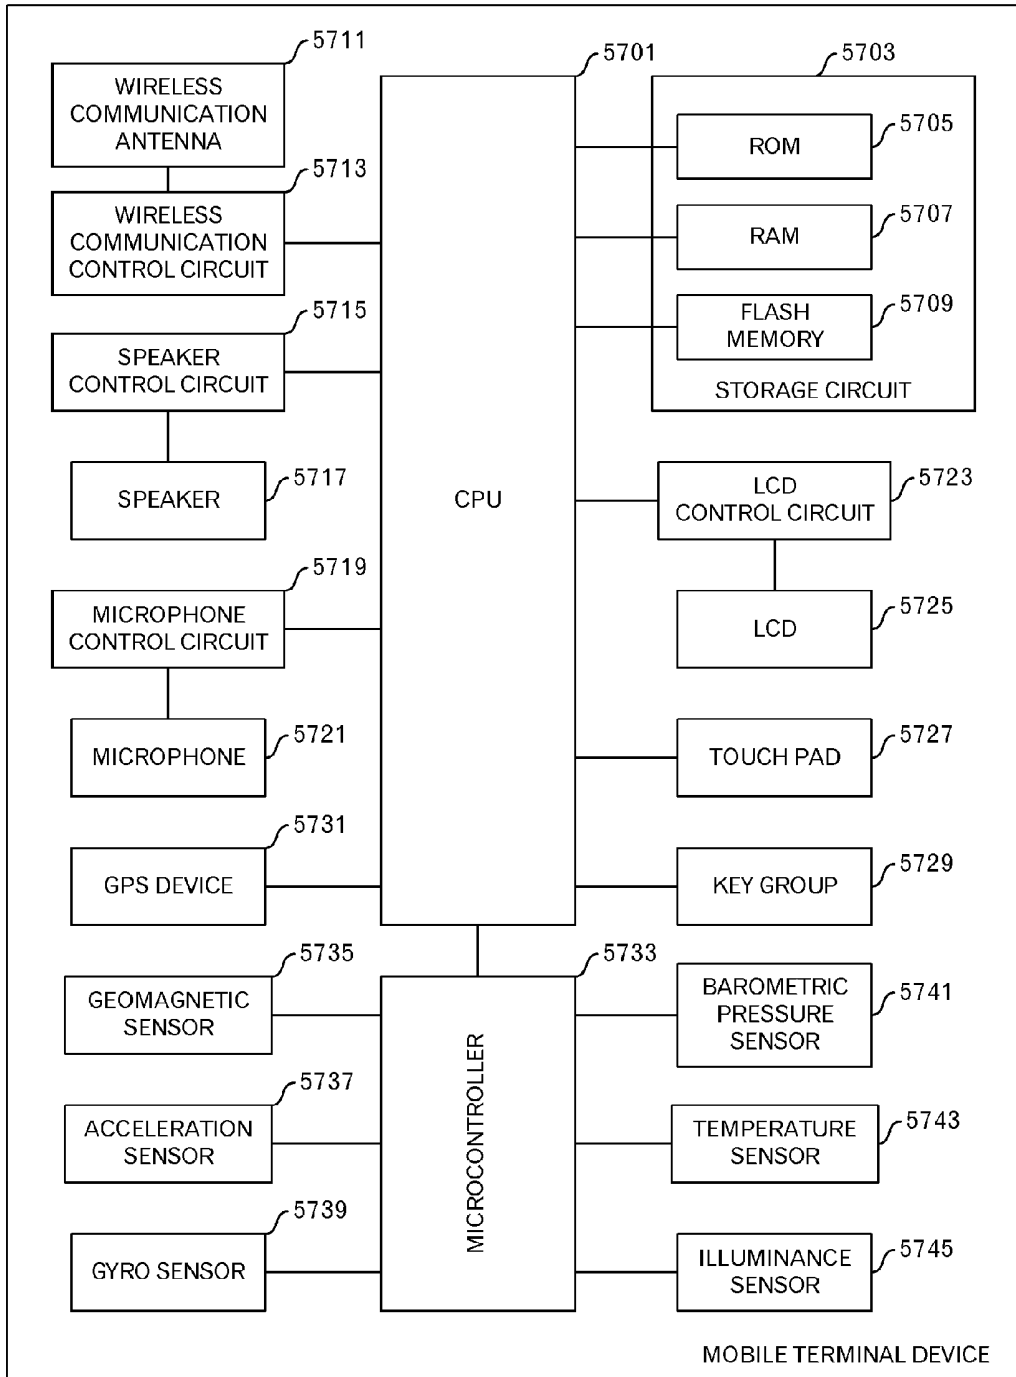 5711
WIRELESS
COMMUNICATION
ANTENNA
5713
WIRELESS
COMMUNICATION
CONTROL CIRCUIT
5715
SPEAKER
CONTROL CIRCUIT
5717
SPEAKER
5719
MICROPHONE
CONTROL CIRCUIT
5721
MICROPHONE
5731
GPS DEVICE
5701
CPU
5703
5705
ROM
5707
RAM
5709
FLASH
MEMORY
STORAGE CIRCUIT
5723
LCD
CONTROL CIRCUIT
5725
LCD
5727
TOUCH PAD
5729
KEY GROUP
5735
GEOMAGNETIC
SENSOR
5737
ACCELERATION
SENSOR
5739
GYRO SENSOR
5733
MICROCONTROLLER
5741
BAROMETRIC
PRESSURE
SENSOR
5743
TEMPERATURE
SENSOR
5745
ILLUMINANCE
SENSOR
MOBILE TERMINAL DEVICE